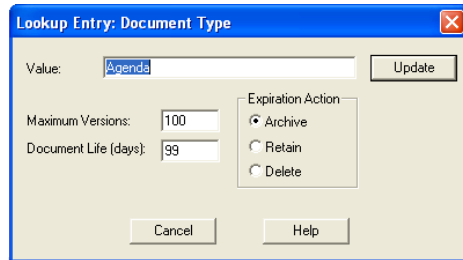 Lookup Entry: Document Type
Value: Agenda Update
Expiration Action
Maximum Versions: 100 Archive
Document Life (days): 99 Retain
Delete
Cancel Help